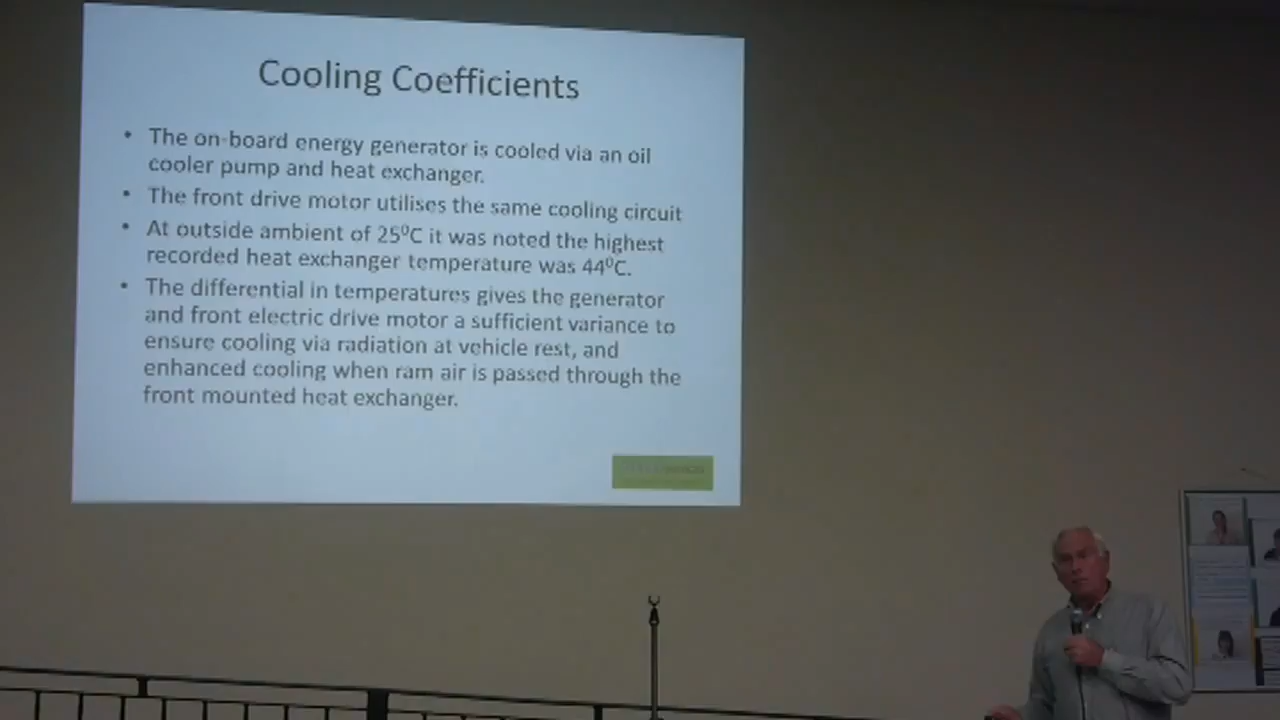 Cooling Coefficients
• The on-board energy generator is cooled via an oil
cooler pump and heat exchanger.
• The front drive motor utilises the same cooling circuit
• At outside ambient of 25⁰C it was noted the highest
recorded heat exchanger temperature was 44⁰C.
• The differential in temperatures gives the generator
and front electric drive motor a sufficient variance to
ensure cooling via radiation at vehicle rest, and
enhanced cooling when ram air is passed through the
front mounted heat exchanger.